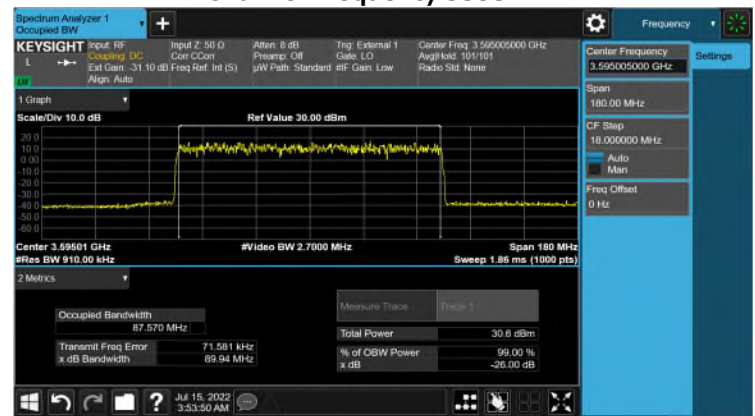 Spectrum Analyzer 1
Occupied BW
Frequency
KEYSIGHT
L
Input: RF
Coupling: DC
Ext Gain: -31.10 dB
Align: Auto
Input Z: 50 Ω
Corr CCorr
Freq Ref: Int (S)
Atten: 8 dB
Preamp: Off
µW Path: Standard
Trig: External 1
Gate: LO
#IF Gain: Low
Center Freq: 3.595005000 GHz
Avg|Hold: 101/101
Radio Std: None
Center Frequency
3.595005000 GHz
Settings
Span
180.00 MHz
CF Step
18.000000 MHz
Auto
Man
Freq Offset
0 Hz
1 Graph
Scale/Div 10.0 dB
Ref Value 30.00 dBm
20.0
10.0
0.00
-10.0
-20.0
-30.0
-40.0
-50.0
-60.0
Center 3.59501 GHz
#Video BW 2.7000 MHz
Span 180 MHz
#Res BW 910.00 kHz
Sweep 1.86 ms (1000 pts)
2 Metrics
Occupied Bandwidth
87.570 MHz
Transmit Freq Error
71.581 kHz
x dB Bandwidth
89.94 MHz
Measure Trace
Trace 1
Total Power
30.6 dBm
% of OBW Power
99.00 %
x dB
-26.00 dB
?
Jul 15, 2022
3:53:50 AM